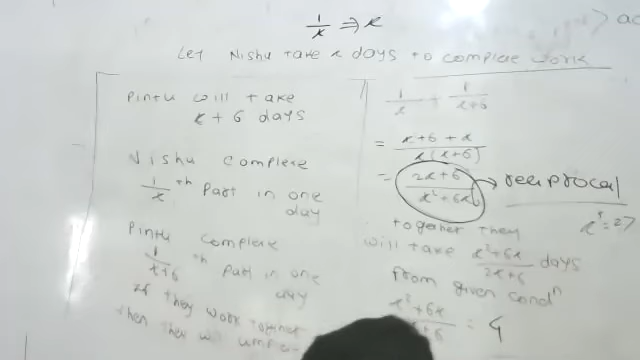 1/x ⇒ x
Let Nishu take x days to complete work
Pintu will take
x + 6 days
Nishu complete
1/x th part in one
day
Pintu complete
1/x+6 th part in one
day
If they work together
then they will
1/x + 1/x+6
= x+6+x / x(x+6)
= 2x+6 / x²+6x → reciprocal
together they
will take x²+6x / 2x+6 days
from given condⁿ
x²+6x / x+6 = 4